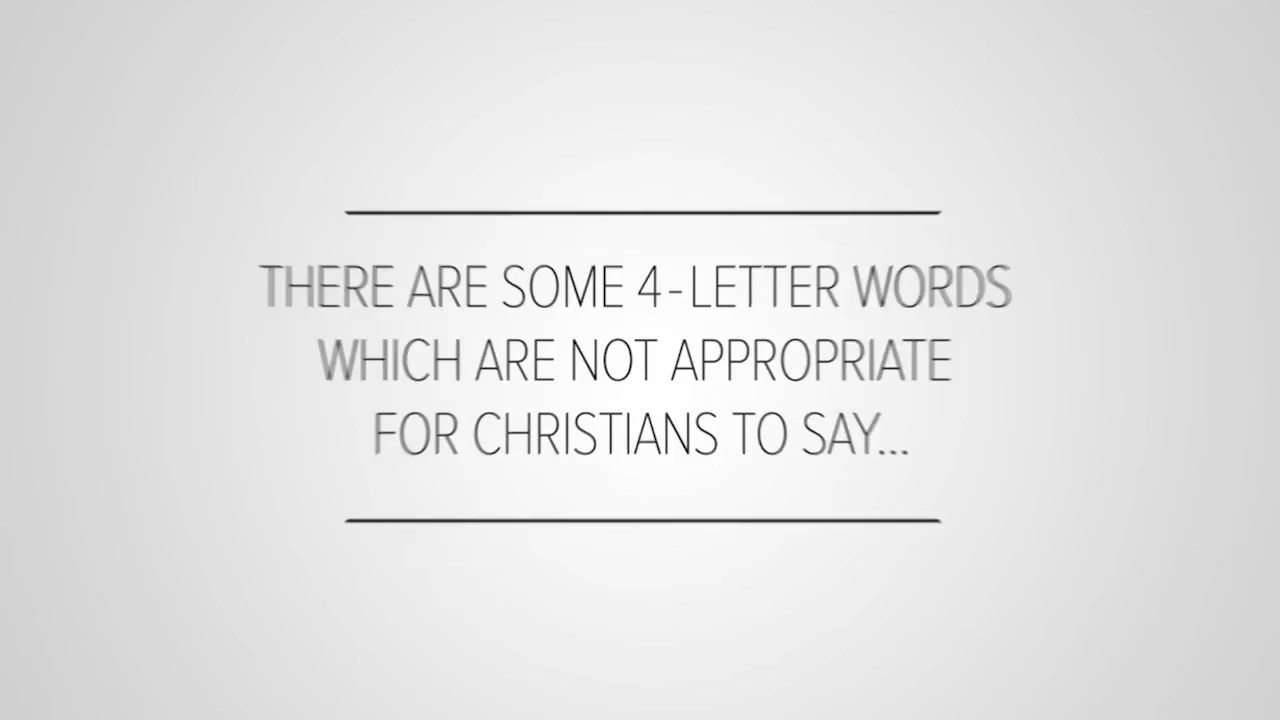 THERE ARE SOME 4-LETTER WORDS
WHICH ARE NOT APPROPRIATE
FOR CHRISTIANS TO SAY...